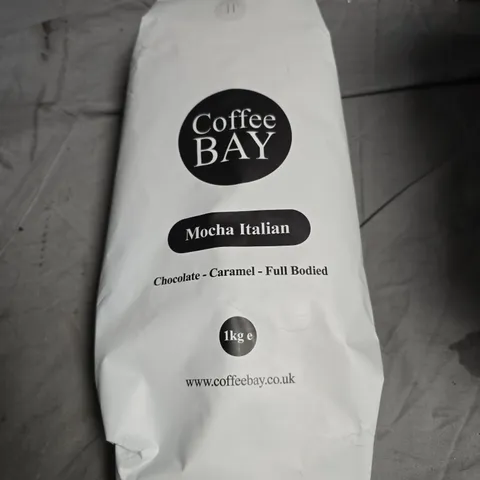 Coffee
BAY
Mocha Italian
Chocolate - Caramel - Full Bodied
1kg e
www.coffeebay.co.uk